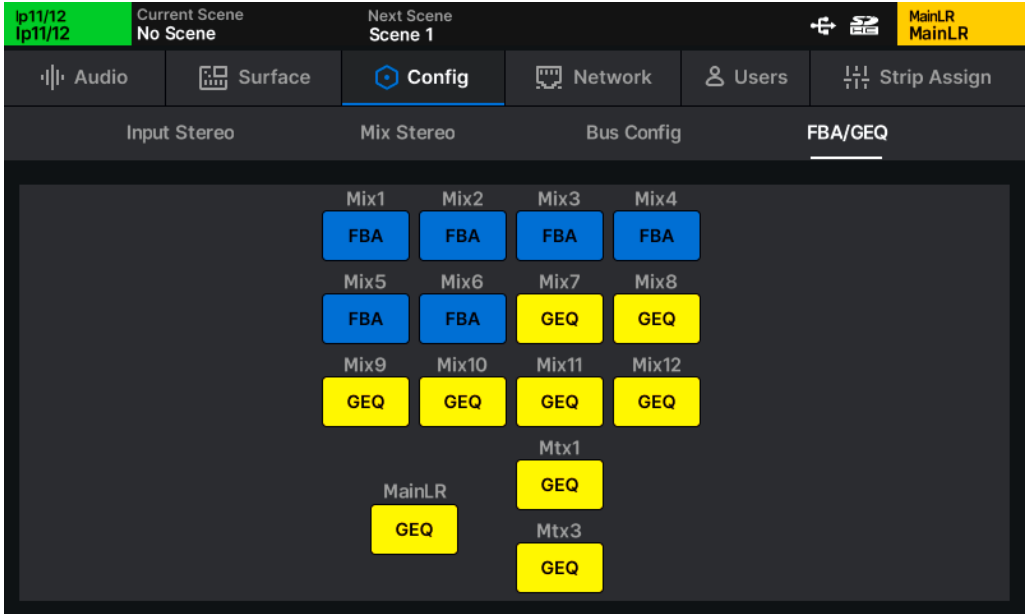 Ip11/12 Current Scene Next Scene MainLR
Ip11/12 No Scene Scene 1 MainLR
Audio Surface Config Network Users Strip Assign
Input Stereo Mix Stereo Bus Config FBA/GEQ
Mix1 Mix2 Mix3 Mix4
FBA FBA FBA FBA
Mix5 Mix6 Mix7 Mix8
FBA FBA GEQ GEQ
Mix9 Mix10 Mix11 Mix12
GEQ GEQ GEQ GEQ
Mtx1
GEQ
MainLR
GEQ
Mtx3
GEQ